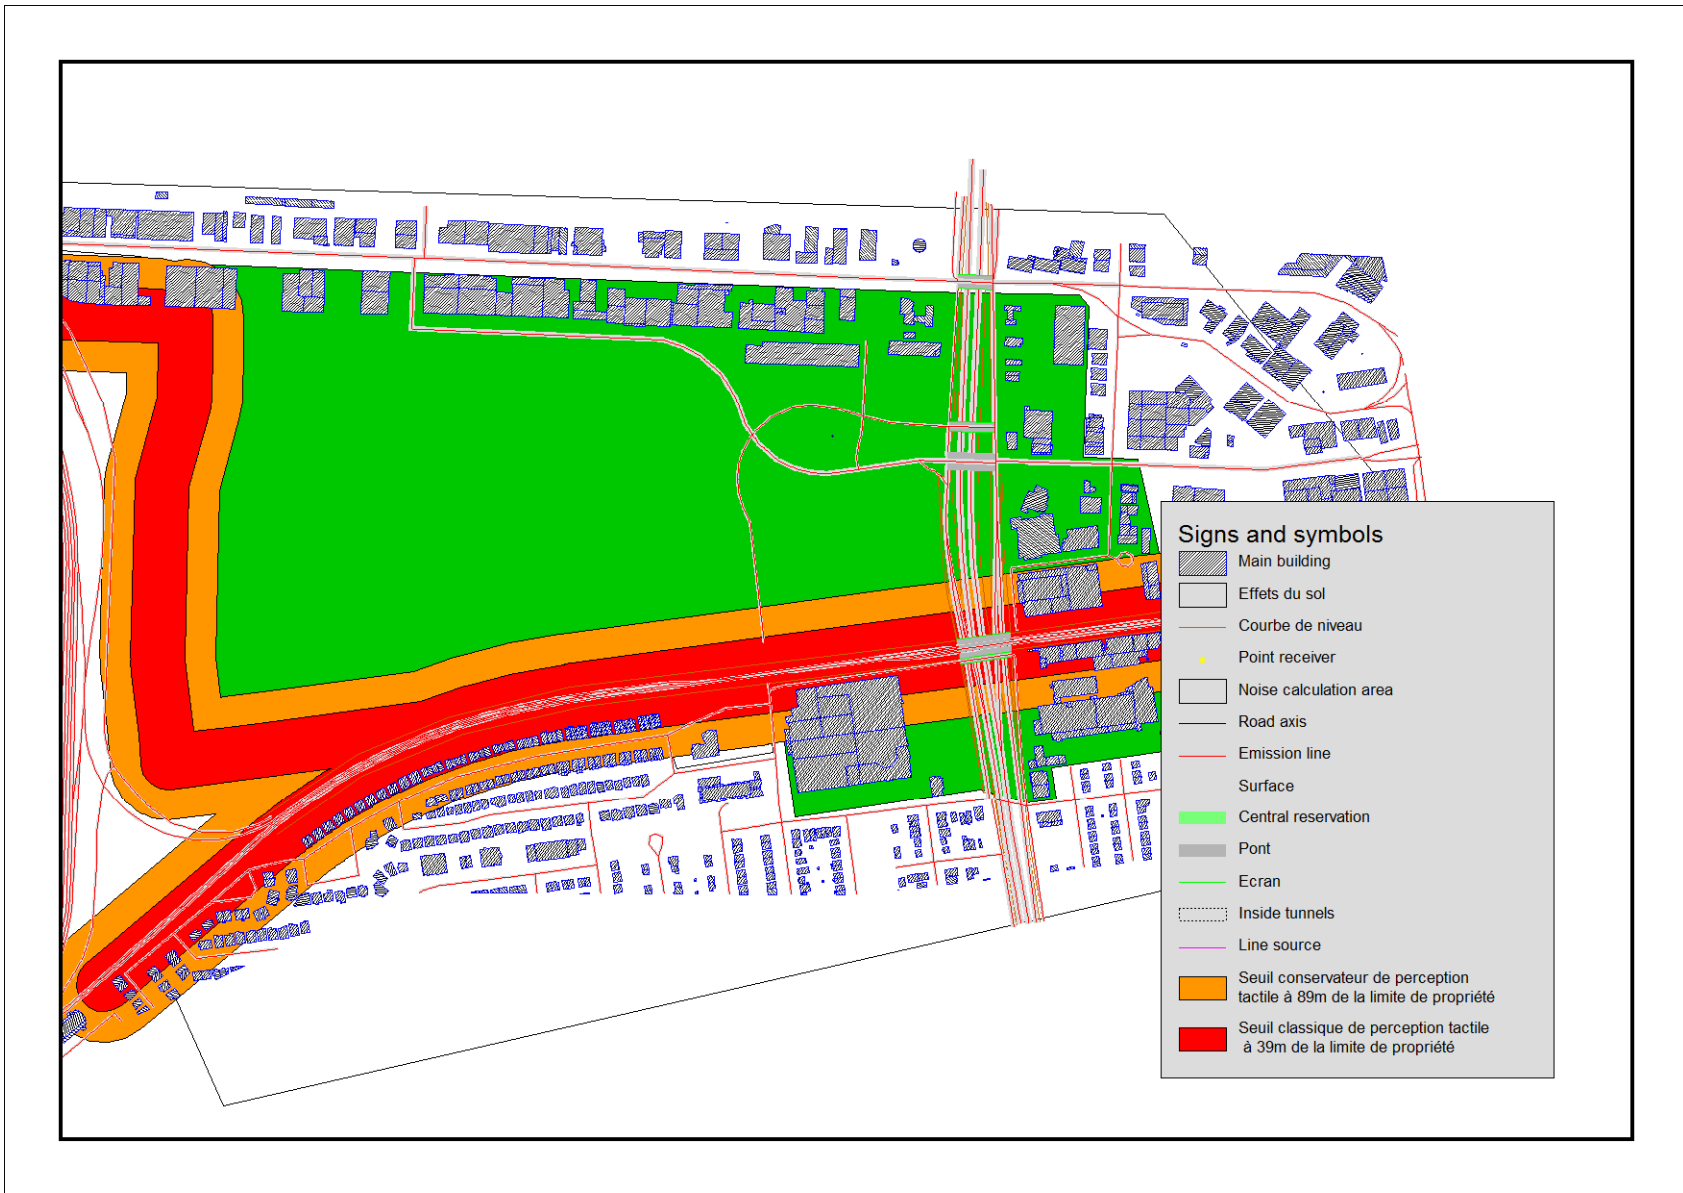 Signs and symbols
Main building
Effets du sol
Courbe de niveau
Point receiver
Noise calculation area
Road axis
Emission line
Surface
Central reservation
Pont
Ecran
Inside tunnels
Line source
Seuil conservateur de perception
tactile à 89m de la limite de propriété
Seuil classique de perception tactile
à 39m de la limite de propriété